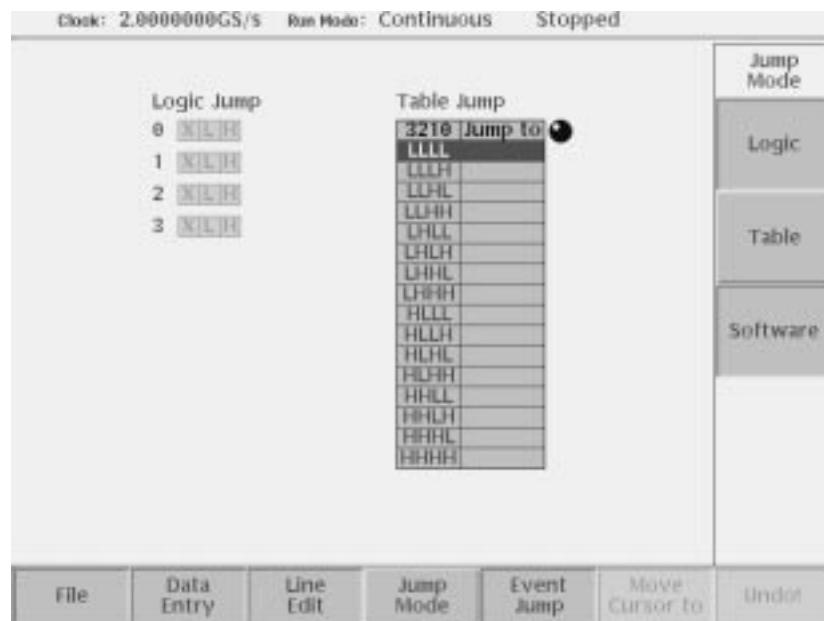 Clock: 2.0000000GS/s Run Mode: Continuous Stopped
Jump Mode
Logic Jump
0 X L H
1 X L H
2 X L H
3 X L H
Table Jump
3210 Jump to
LLLL
LLLH
LLHL
LLHH
LHLL
LHLH
LHHL
LHHH
HLLL
HLLH
HLHL
HLHH
HHLL
HHLH
HHHL
HHHH
Logic
Table
Software
File
Data Entry
Line Edit
Jump Mode
Event Jump
Move Cursor to
Undo!